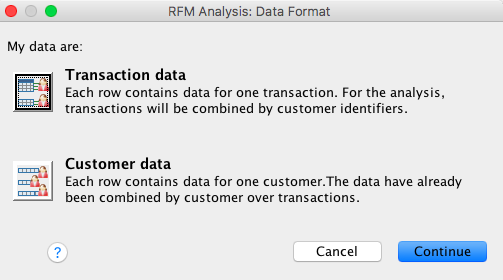 RFM Analysis: Data Format
My data are:
Transaction data
Each row contains data for one transaction. For the analysis,
transactions will be combined by customer identifiers.
Customer data
Each row contains data for one customer.The data have already
been combined by customer over transactions.
?
Cancel
Continue